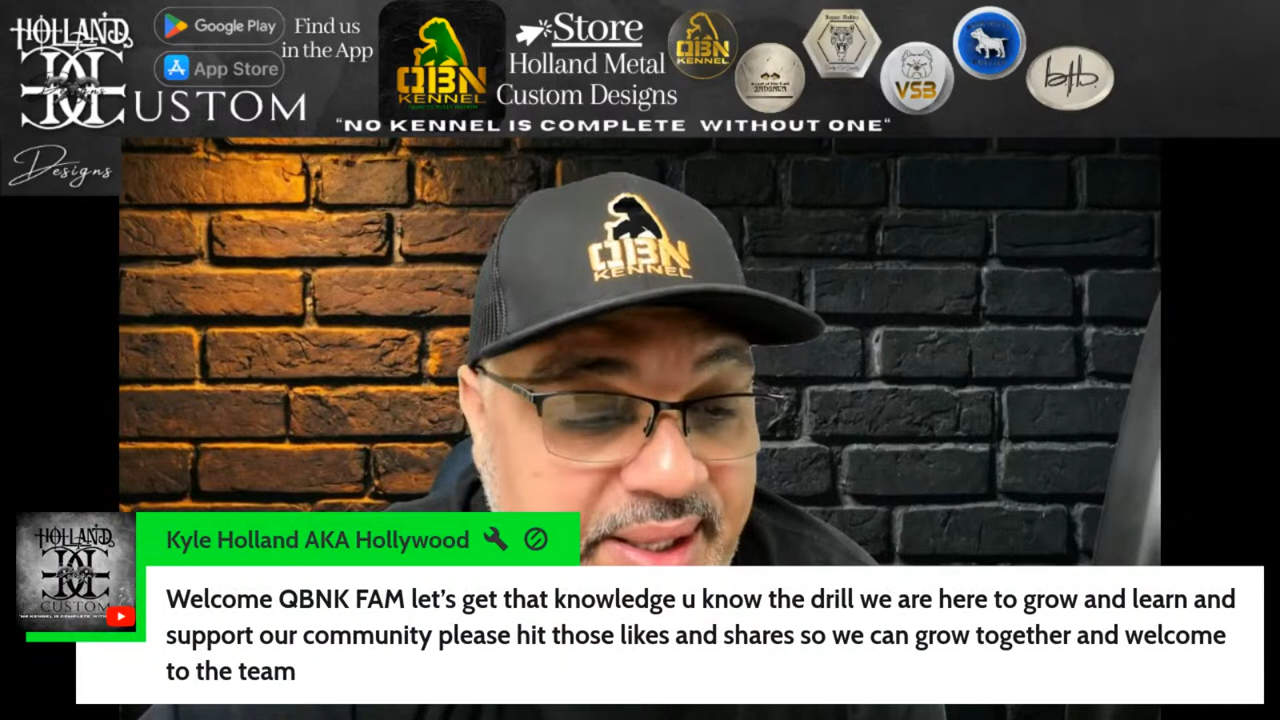 HOLLAND
CUSTOM
Designs
Google Play
App Store
Find us
in the App
QBN
KENNEL
Store
Holland Metal
Custom Designs
"NO KENNEL IS COMPLETE WITHOUT ONE"
QBN
KENNEL
VSB
QBN
KENNEL
HOLLAND
CUSTOM
Kyle Holland AKA Hollywood
Welcome QBNK FAM let's get that knowledge u know the drill we are here to grow and learn and
support our community please hit those likes and shares so we can grow together and welcome
to the team